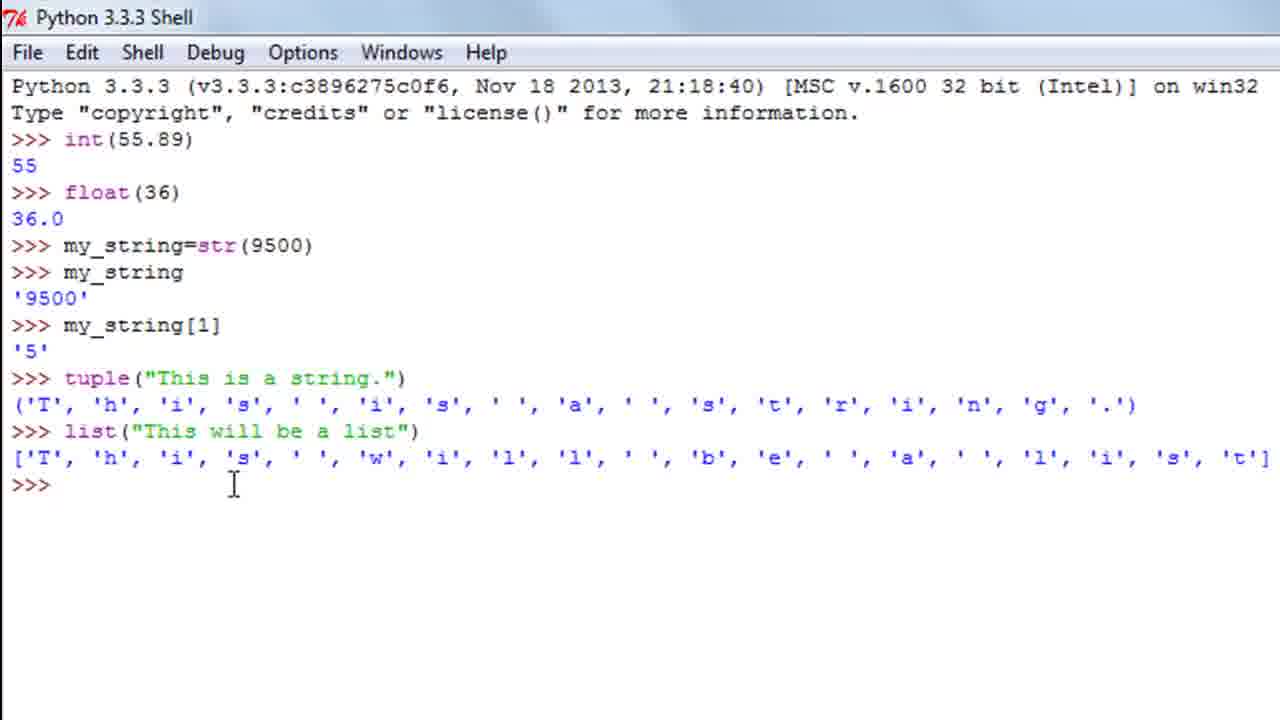 Python 3.3.3 Shell
File Edit Shell Debug Options Windows Help
Python 3.3.3 (v3.3.3:c3896275c0f6, Nov 18 2013, 21:18:40) [MSC v.1600 32 bit (Intel)] on win32
Type "copyright", "credits" or "license()" for more information.
>>> int(55.89)
55
>>> float(36)
36.0
>>> my_string=str(9500)
>>> my_string
'9500'
>>> my_string[1]
'5'
>>> tuple("This is a string.")
('T', 'h', 'i', 's', ' ', 'i', 's', ' ', 'a', ' ', 's', 't', 'r', 'i', 'n', 'g', '.')
>>> list("This will be a list")
['T', 'h', 'i', 's', ' ', 'w', 'i', 'l', 'l', ' ', 'b', 'e', ' ', 'a', ' ', 'l', 'i', 's', 't']
>>>